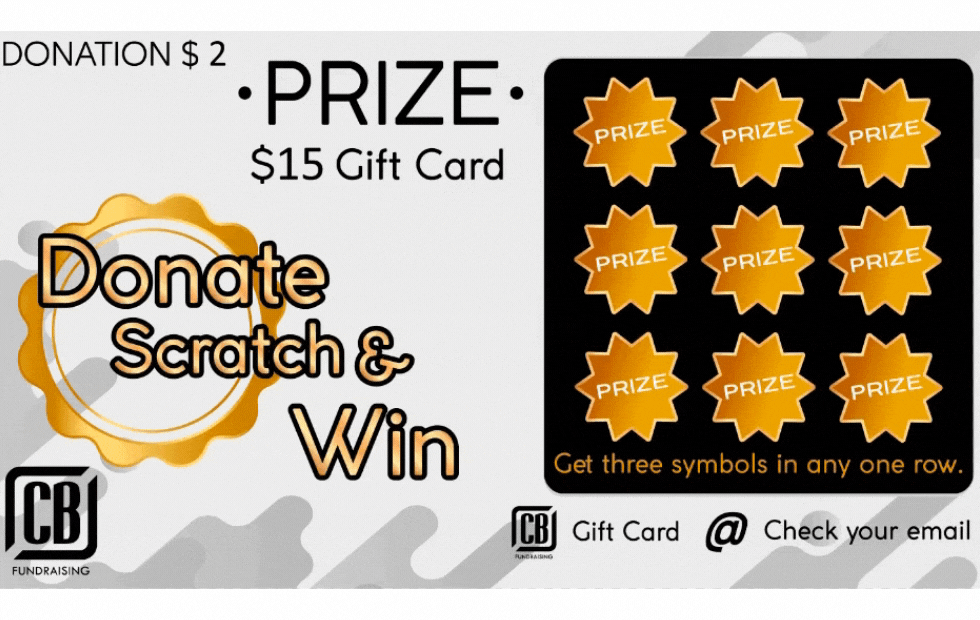 DONATION $ 2
• PRIZE •
$15 Gift Card
Donate
Scratch &
Win
CB
FUNDRAISING
PRIZE PRIZE PRIZE
PRIZE PRIZE PRIZE
PRIZE PRIZE PRIZE
Get three symbols in any one row.
CB
FUNDRAISING
Gift Card @ Check your email